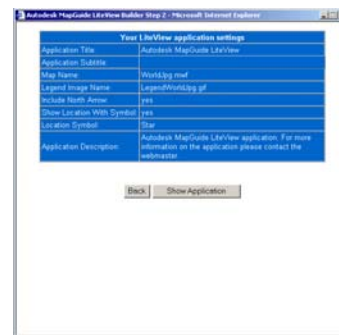 Autodesk MapGuide LiteView Builder Step 2 - Microsoft Internet Explorer
Your LiteView application settings
Application Title: Autodesk MapGuide LiteView
Application Subtitle:
Map Name: WorldJpg.mwf
Legend Image Name: LegendWorldJpg.gif
Include North Arrow: yes
Show Location With Symbol: yes
Location Symbol: Star
Application Description: Autodesk MapGuide LiteView application. For more
information on the application please contact the
webmaster.
Back Show Application